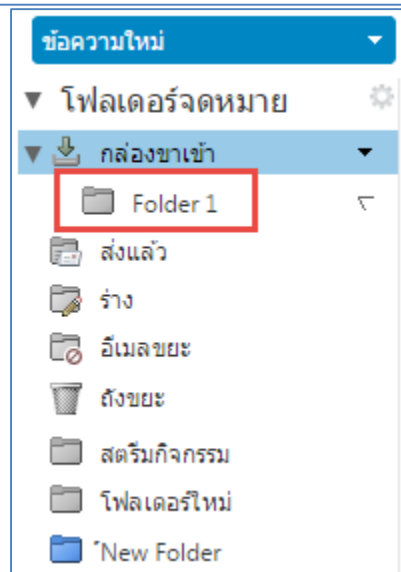 ข้อความใหม่
โฟลเดอร์จดหมาย
กล่องขาเข้า
Folder 1
ส่งแล้ว
ร่าง
อีเมลขยะ
ถังขยะ
สตรีมกิจกรรม
โฟลเดอร์ใหม่
์New Folder